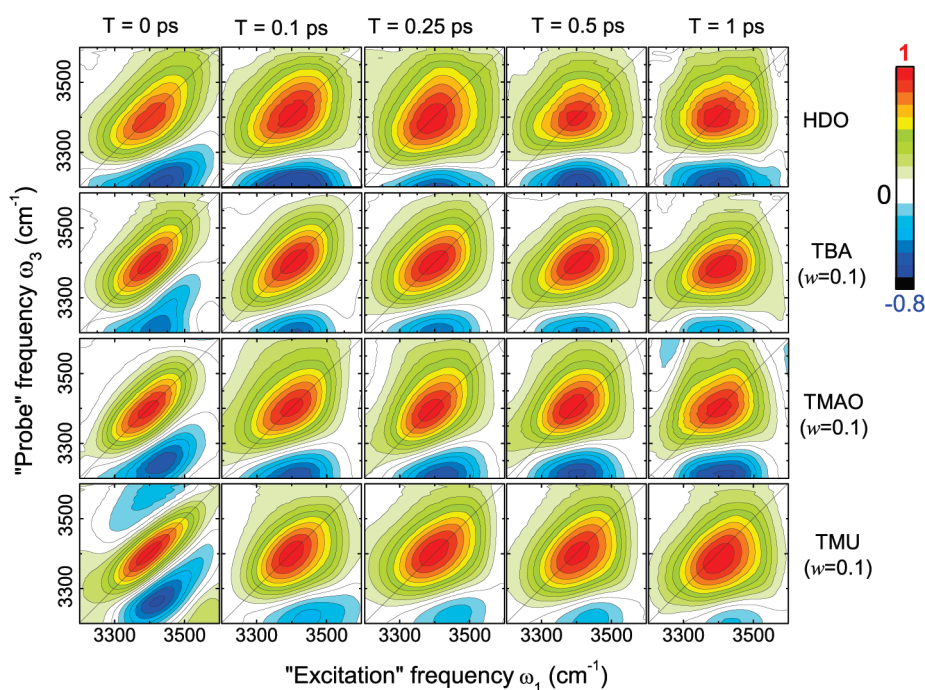 T = 0 ps
T = 0.1 ps
T = 0.25 ps
T = 0.5 ps
T = 1 ps
1
0
-0.8
HDO
TBA
(w=0.1)
TMAO
(w=0.1)
TMU
(w=0.1)
"Probe" frequency ω3 (cm-1)
3500
3300
3500
3300
3500
3300
3500
3300
3300 3500 3300 3500 3300 3500 3300 3500 3300 3500
"Excitation" frequency ω1 (cm-1)